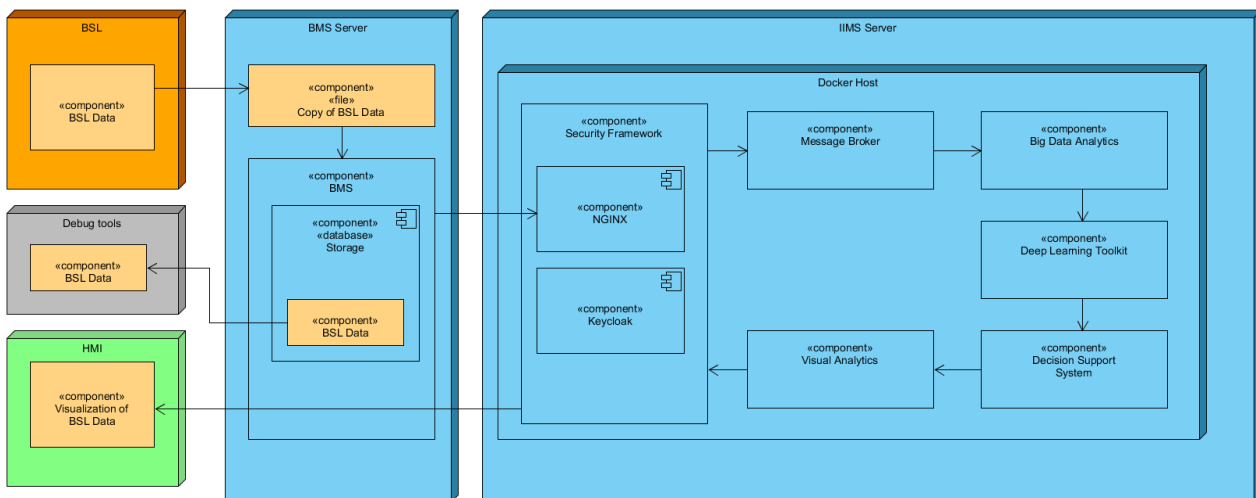 BSL
«component»
BSL Data
Debug tools
«component»
BSL Data
HMI
«component»
Visualization of
BSL Data
BMS Server
«component»
«file»
Copy of BSL Data
«component»
BMS
«component»
«database»
Storage
«component»
BSL Data
IIMS Server
Docker Host
«component»
Security Framework
«component»
NGINX
«component»
Keycloak
«component»
Message Broker
«component»
Big Data Analytics
«component»
Deep Learning Toolkit
«component»
Visual Analytics
«component»
Decision Support
System